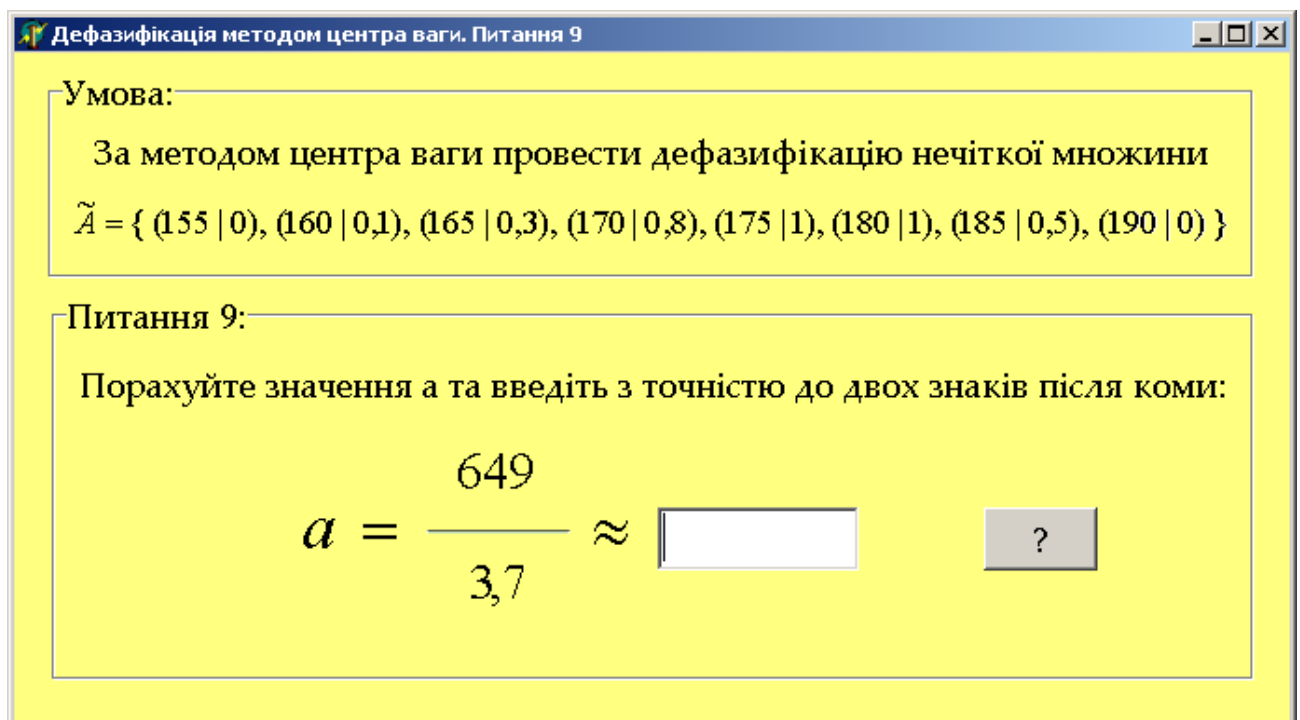 Дефазифікація методом центра ваги. Питання 9
Умова:
За методом центра ваги провести дефазифікацію нечіткої множини
Ã = { (155 | 0), (160 | 0,1), (165 | 0,3), (170 | 0,8), (175 | 1), (180 | 1), (185 | 0,5), (190 | 0) }
Питання 9:
Порахуйте значення a та введіть з точністю до двох знаків після коми:
649
a = ≈ ?
3,7